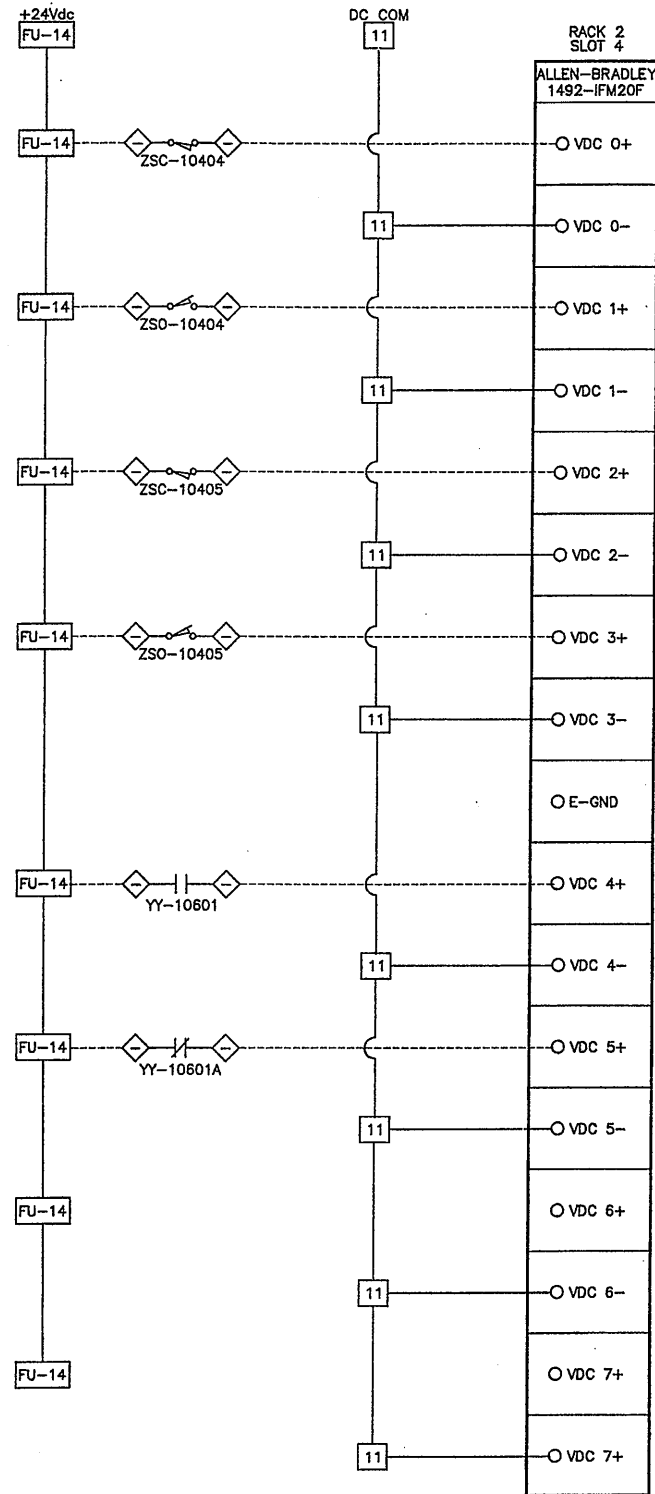 +24Vdc DC COM
FU-14 11 RACK 2
SLOT 4
ALLEN-BRADLEY
1492-IFM20F
FU-14 ZSC-10404 VDC 0+
11 VDC 0-
FU-14 ZSO-10404 VDC 1+
11 VDC 1-
FU-14 ZSC-10405 VDC 2+
11 VDC 2-
FU-14 ZSO-10405 VDC 3+
11 VDC 3-
E-GND
FU-14 YY-10601 VDC 4+
11 VDC 4-
FU-14 YY-10601A VDC 5+
11 VDC 5-
FU-14 VDC 6+
11 VDC 6-
FU-14 VDC 7+
11 VDC 7+